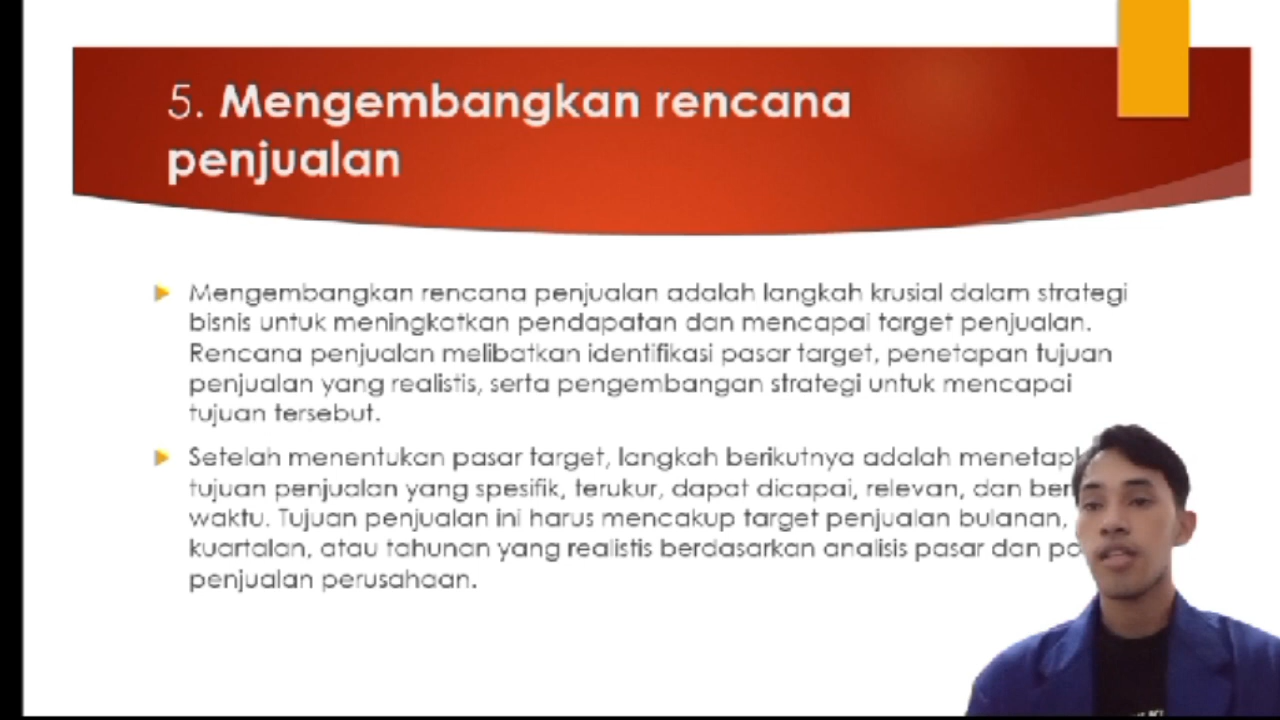 5. Mengembangkan rencana
penjualan
Mengembangkan rencana penjualan adalah langkah krusial dalam strategi
bisnis untuk meningkatkan pendapatan dan mencapai target penjualan.
Rencana penjualan melibatkan identifikasi pasar target, penetapan tujuan
penjualan yang realistis, serta pengembangan strategi untuk mencapai
tujuan tersebut.
Setelah menentukan pasar target, langkah berikutnya adalah
tujuan penjualan yang spesifik, terukur, dapat dicapai, relevan, dan
waktu. Tujuan penjualan ini harus mencakup target penjualan bulanan,
kuartalan, atau tahunan yang realistis berdasarkan analisis pasar dan
penjualan perusahaan.